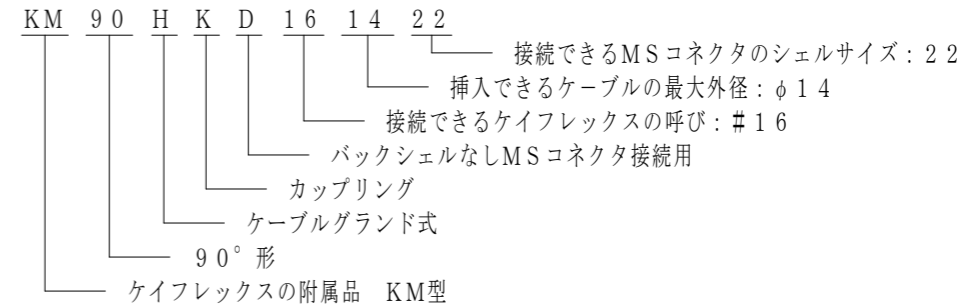 KM 90 H K D 16 14 22
接続できるMSコネクタのシェルサイズ:22
挿入できるケーブルの最大外径:φ14
接続できるケイフレックスの呼び:#16
バックシェルなしMSコネクタ接続用
カップリング
ケーブルグランド式
90°形
ケイフレックスの附属品 KM型